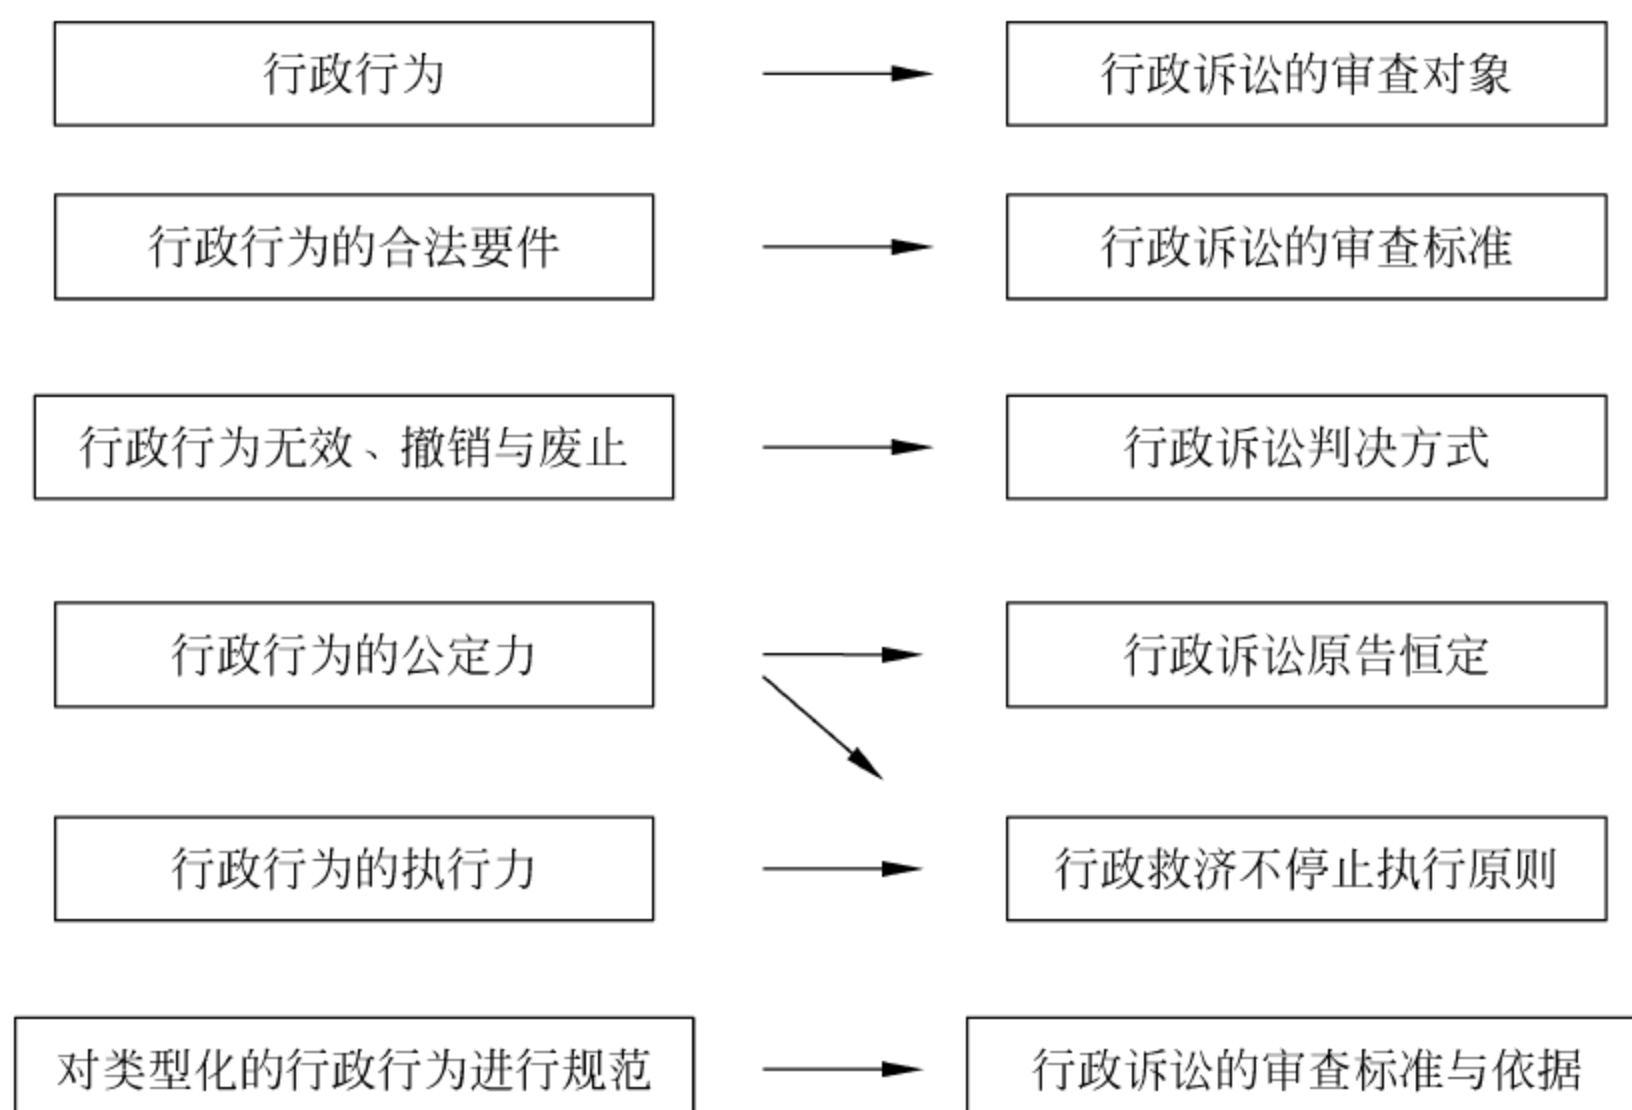 行政行为
行政诉讼的审查对象
行政行为的合法要件
行政诉讼的审查标准
行政行为无效、撤销与废止
行政诉讼判决方式
行政行为的公定力
行政诉讼原告恒定
行政行为的执行力
行政救济不停止执行原则
对类型化的行政行为进行规范
行政诉讼的审查标准与依据